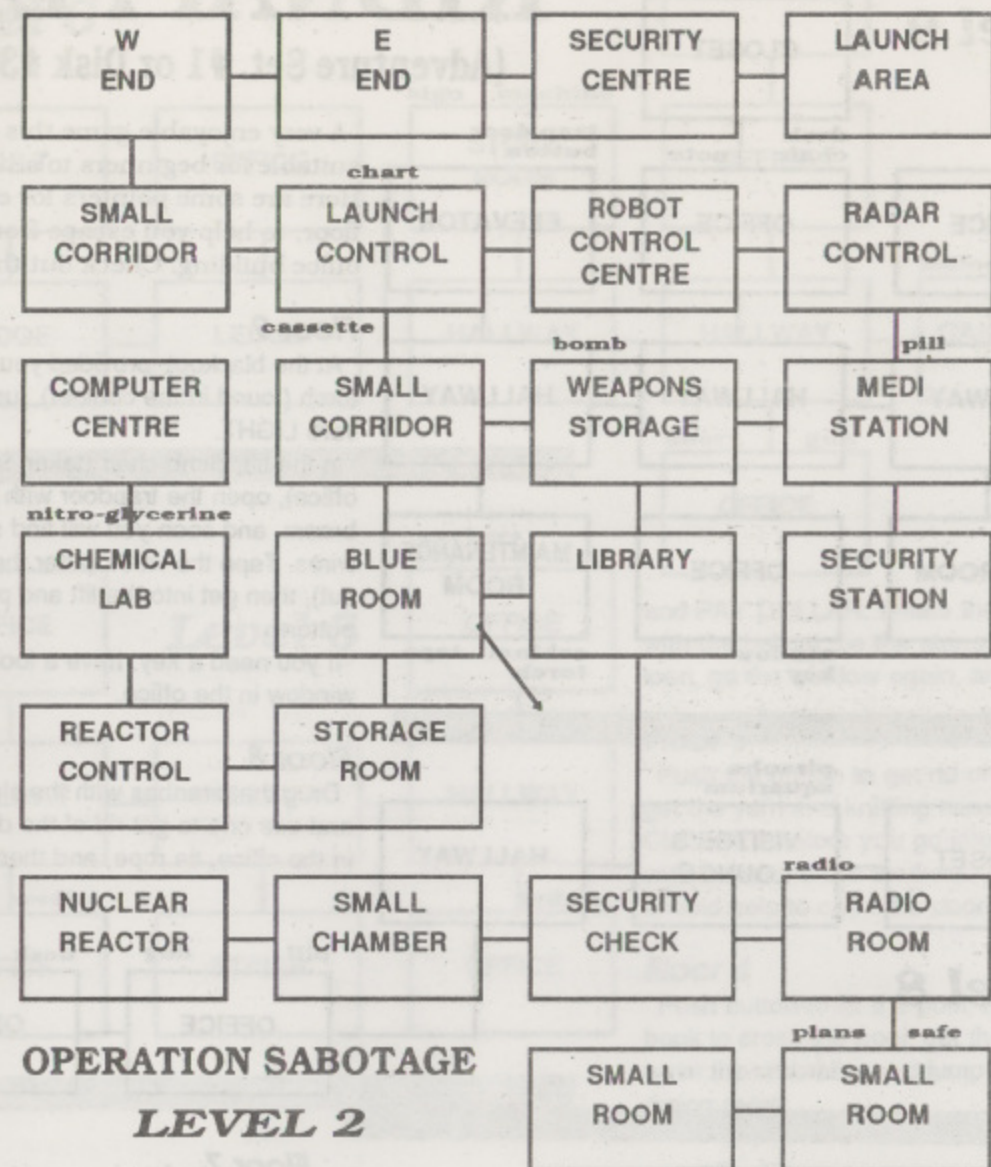 W
END
E
END
SECURITY
CENTRE
LAUNCH
AREA
chart
SMALL
CORRIDOR
LAUNCH
CONTROL
ROBOT
CONTROL
CENTRE
RADAR
CONTROL
cassette
bomb
pill
COMPUTER
CENTRE
SMALL
CORRIDOR
WEAPONS
STORAGE
MEDI
STATION
nitro-glycerine
CHEMICAL
LAB
BLUE
ROOM
LIBRARY
SECURITY
STATION
REACTOR
CONTROL
STORAGE
ROOM
radio
NUCLEAR
REACTOR
SMALL
CHAMBER
SECURITY
CHECK
RADIO
ROOM
plans safe
SMALL
ROOM
SMALL
ROOM
OPERATION SABOTAGE
LEVEL 2